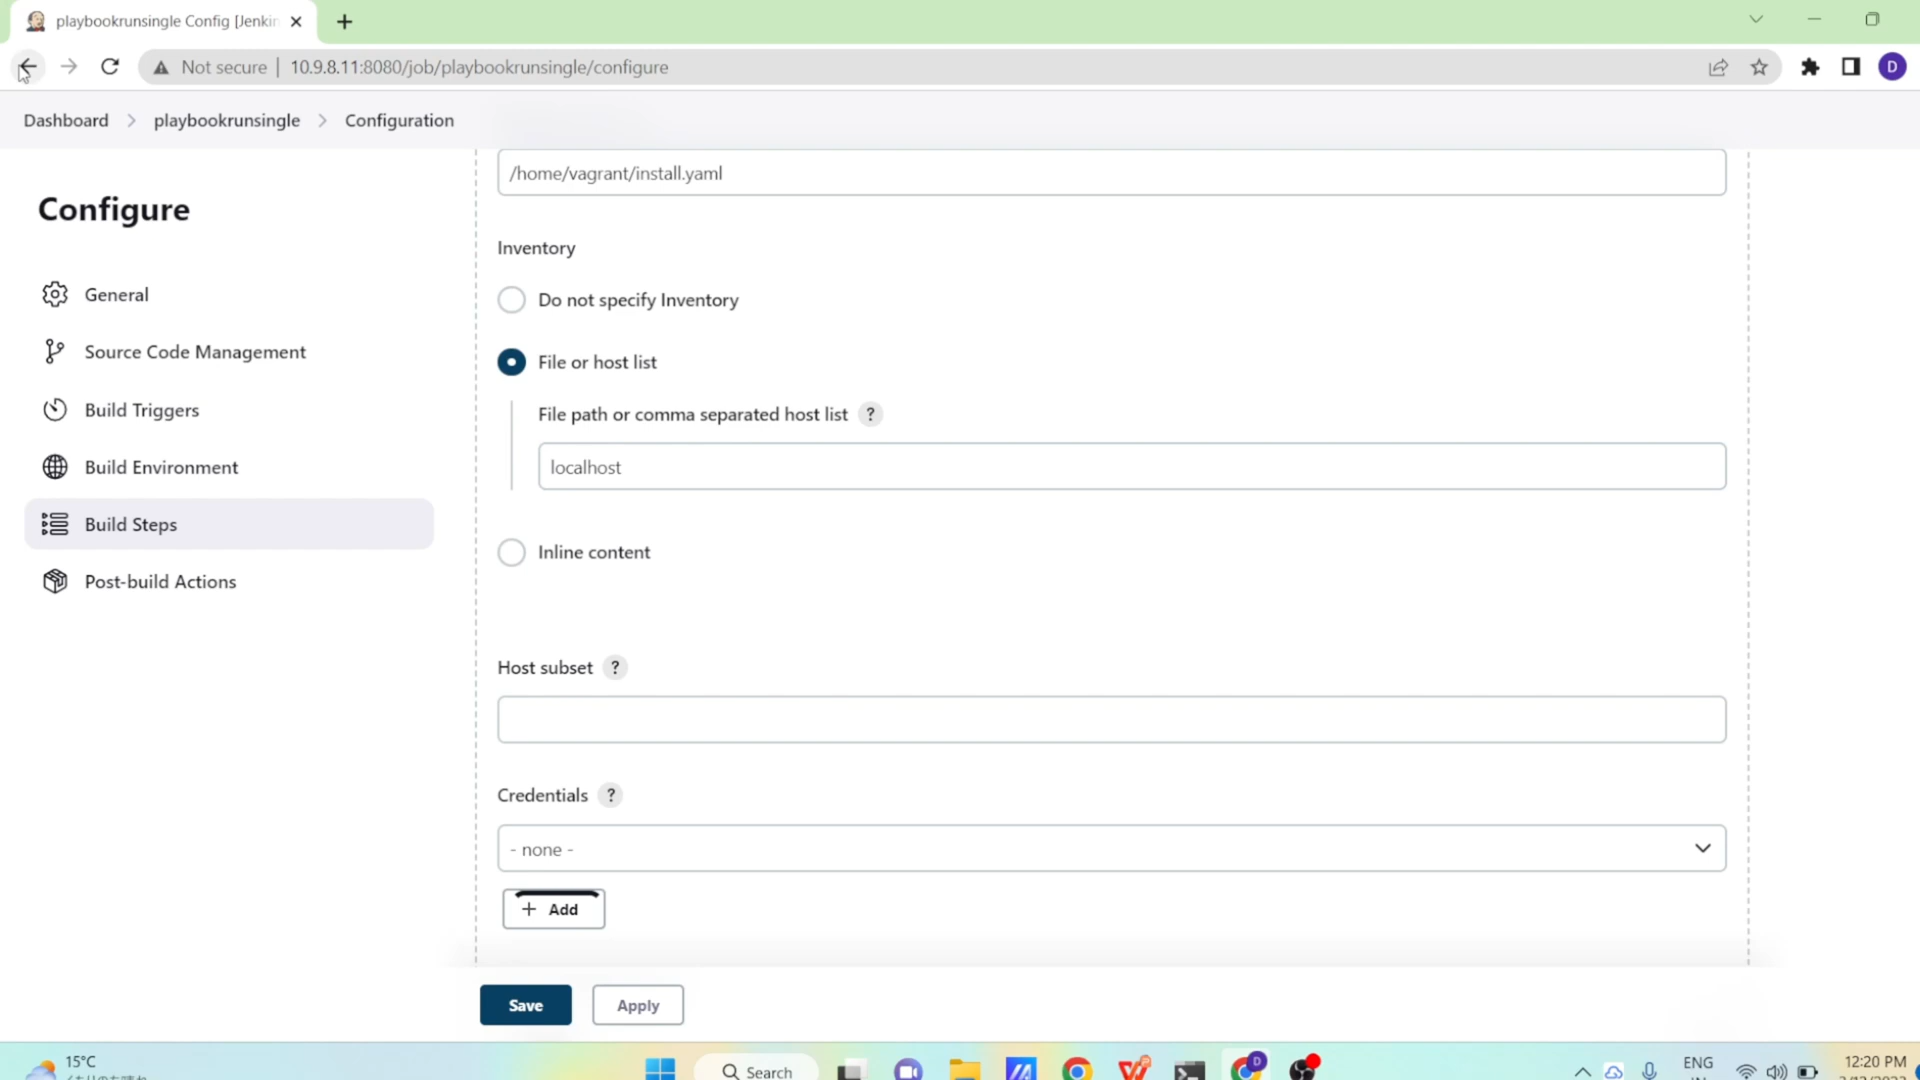 playbookrunsingle Config [Jenkin
Not secure
10.9.8.11:8080/job/playbookrunsingle/configure
D
Dashboard
playbookrunsingle
Configuration
Configure
General
Source Code Management
Build Triggers
Build Environment
Build Steps
Post-build Actions
/home/vagrant/install.yaml
Inventory
Do not specify Inventory
File or host list
File path or comma separated host list ?
localhost
Inline content
Host subset ?
Credentials ?
- none -
+ Add
Save
Apply
15°C
Search
D
ENG
12:20 PM